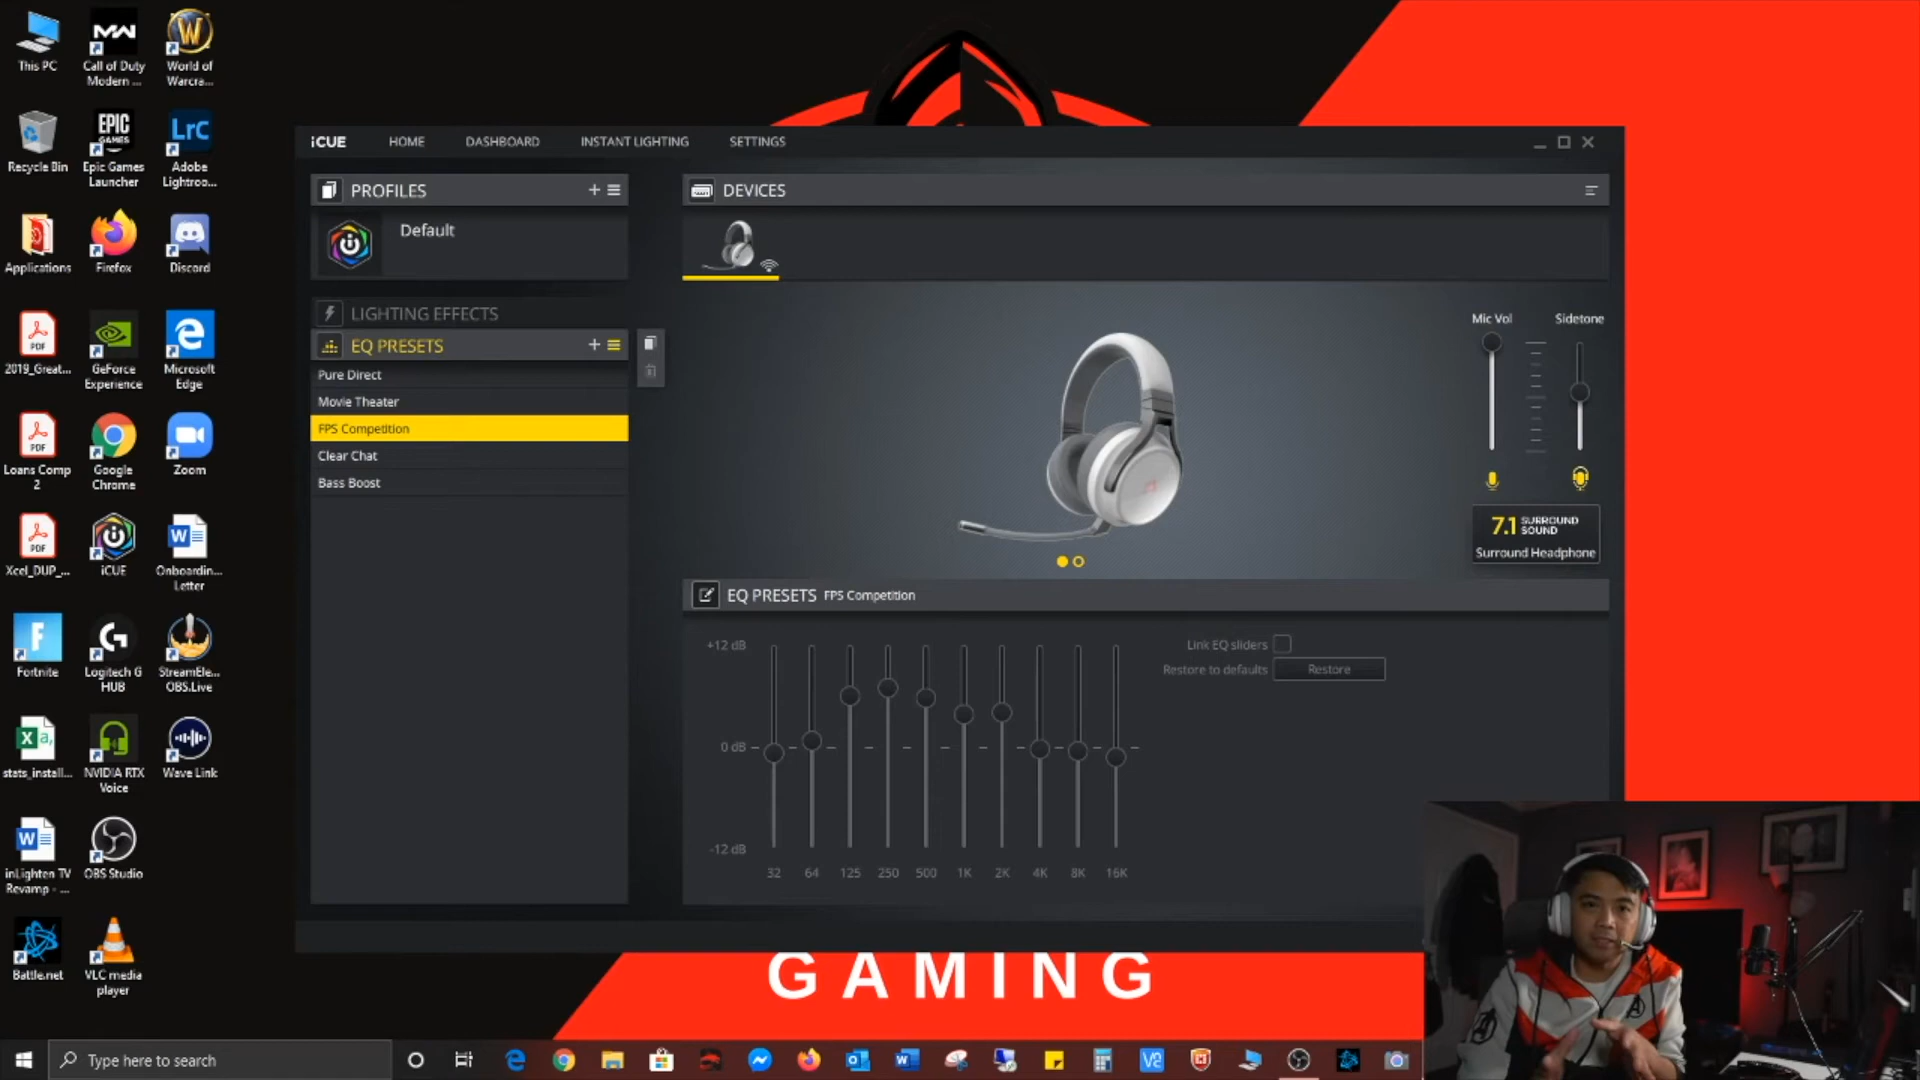 This PC
Call of Duty
Modern ...
World of
Warcra...
Recycle Bin
EPIC
GAMES
Epic Games
Launcher
Lrc
Adobe
Lightroo...
Applications
Firefox
Discord
PDF
2019_Great...
GeForce
Experience
Microsoft
Edge
PDF
Loans Comp
2
Google
Chrome
Zoom
PDF
Xcel_DUP_...
iCUE
Onboardin...
Letter
Fortnite
Logitech G
HUB
StreamEle...
OBS.Live
stats_install...
NVIDIA RTX
Voice
Wave Link
inLighten TV
Revamp - ...
OBS Studio
Battle.net
VLC media
player
iCUE HOME DASHBOARD INSTANT LIGHTING SETTINGS
PROFILES
Default
LIGHTING EFFECTS
EQ PRESETS
Pure Direct
Movie Theater
FPS Competition
Clear Chat
Bass Boost
DEVICES
Mic Vol Sidetone
7.1 SURROUND
SOUND
Surround Headphone
EQ PRESETS FPS Competition
+12 dB
0 dB
-12 dB
32 64 125 250 500 1K 2K 4K 8K 16K
Link EQ sliders
Restore to defaults Restore
GAMING
Type here to search